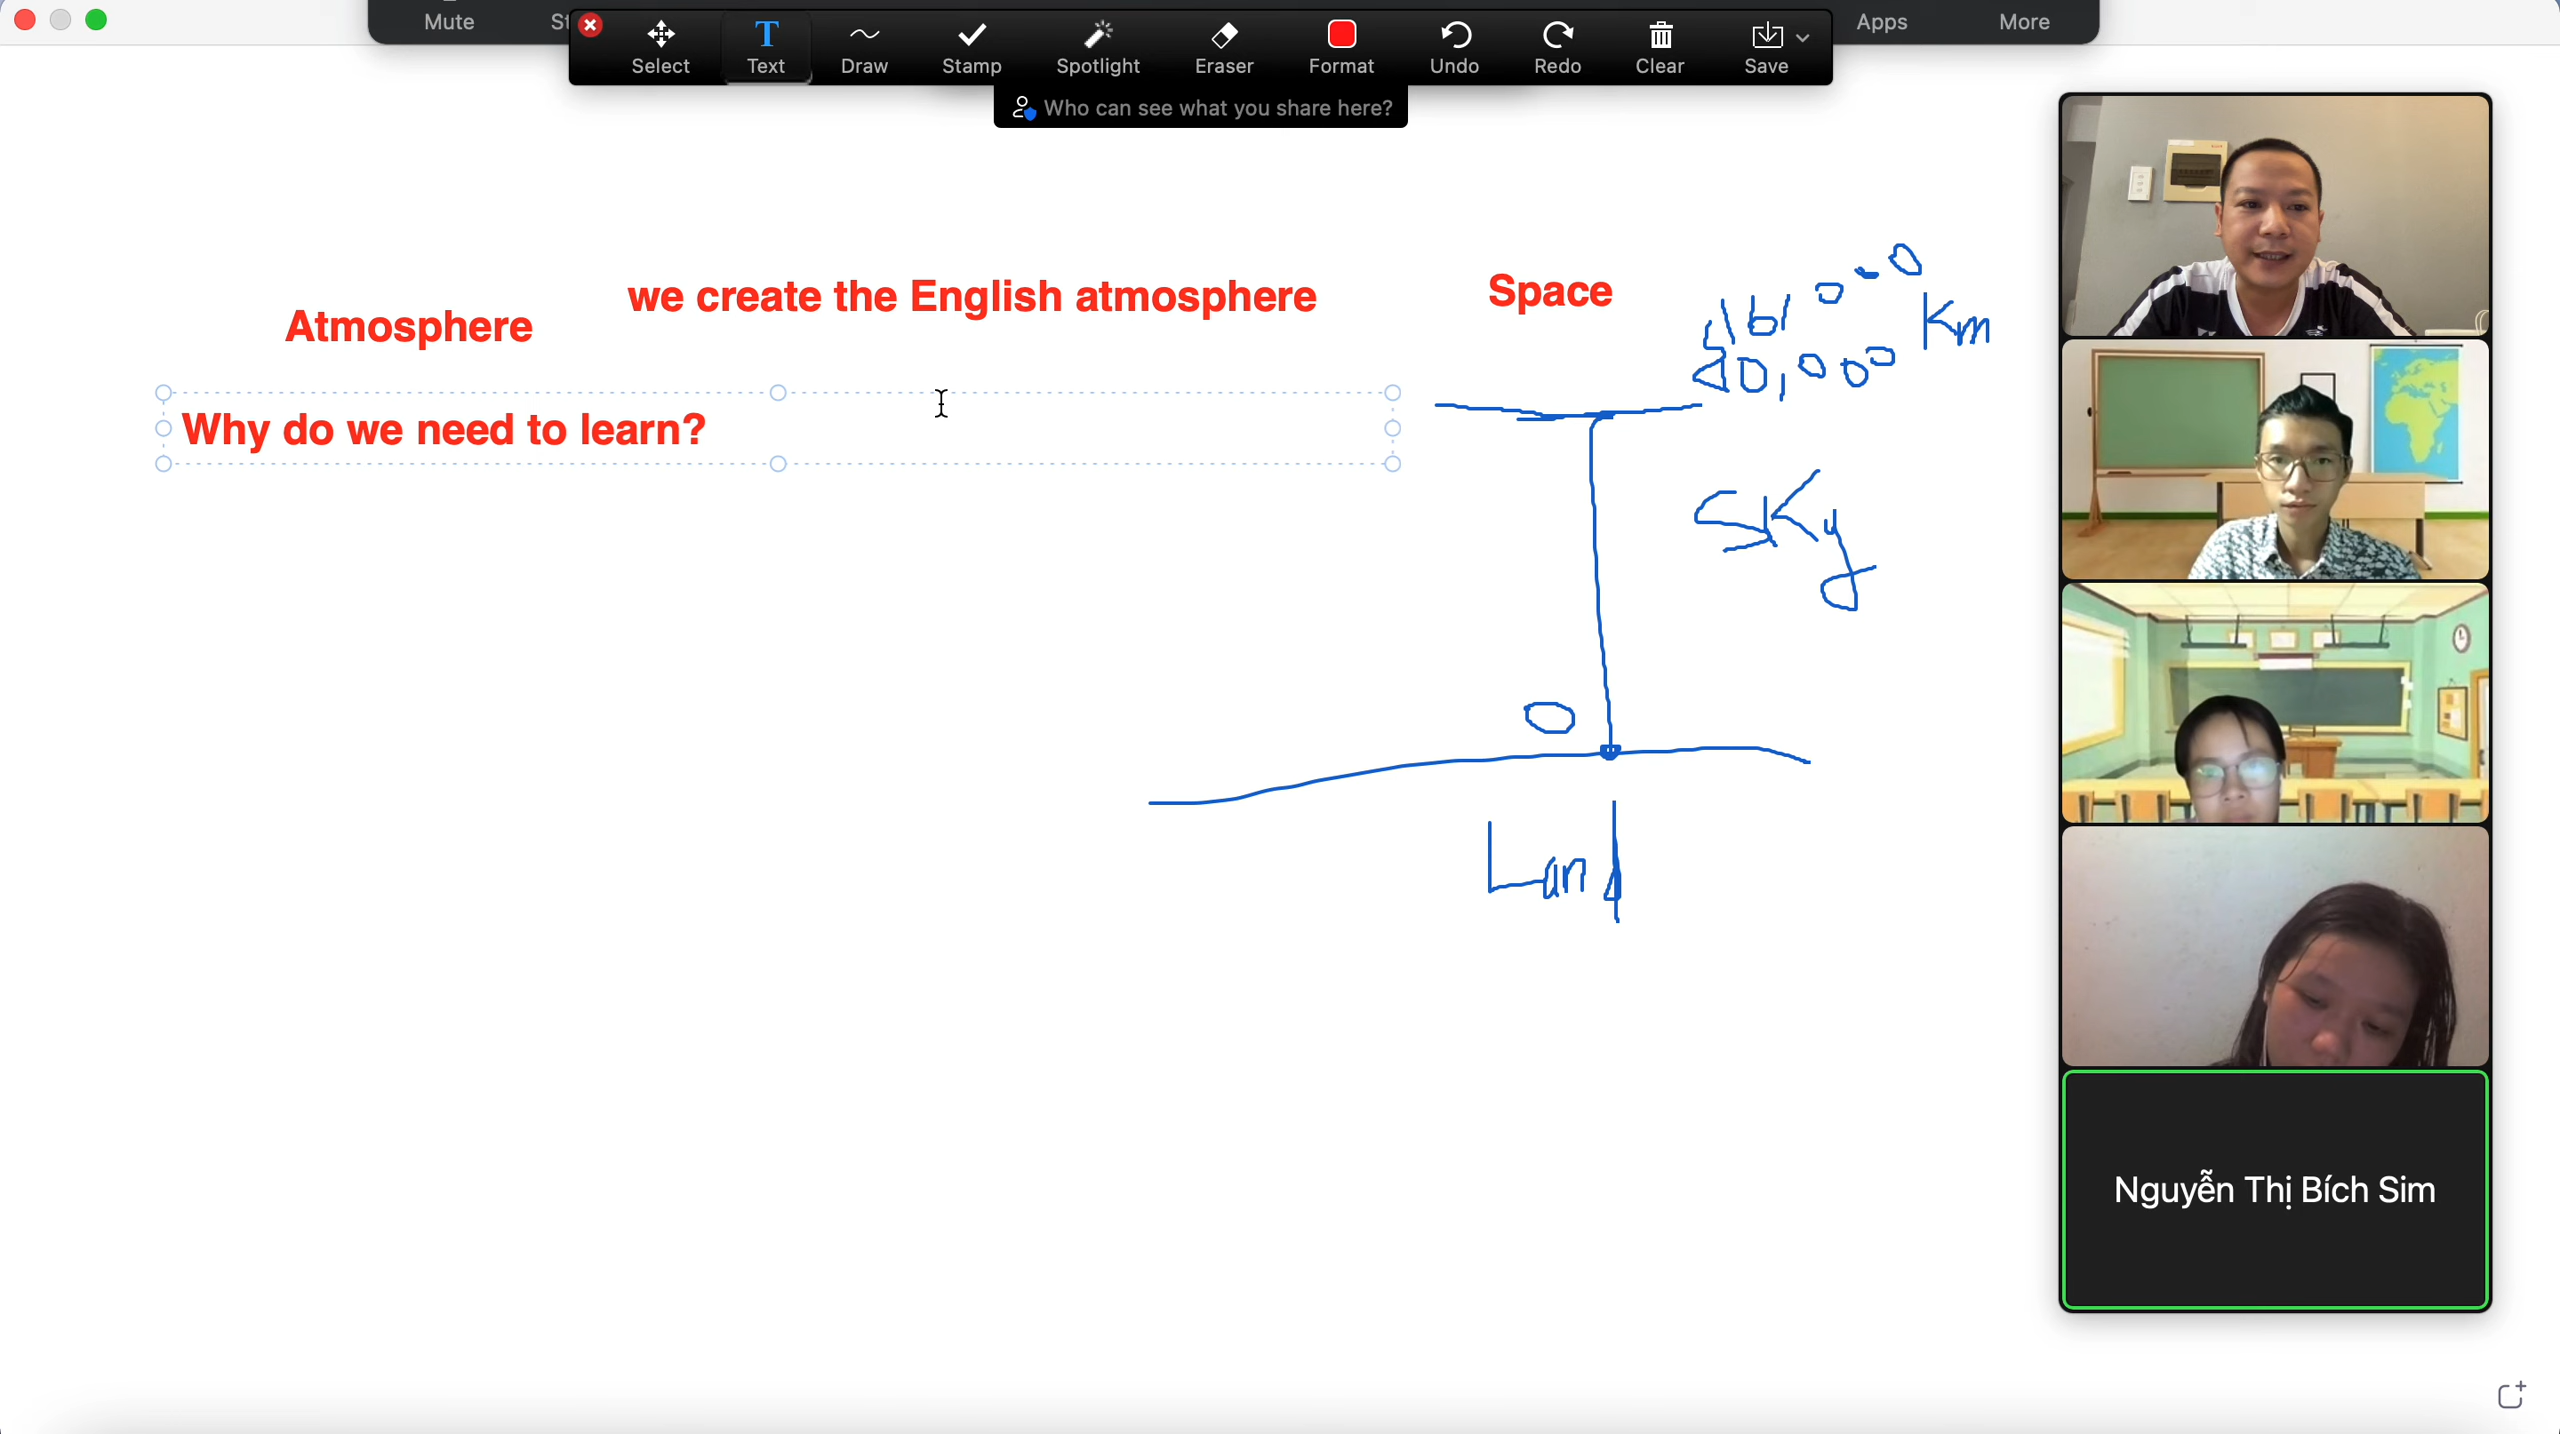 Mute
Select
Text
Draw
Stamp
Spotlight
Eraser
Format
Undo
Redo
Clear
Save
Apps
More
Who can see what you share here?
we create the English atmosphere
Space
Atmosphere
Km
80,000
Why do we need to learn?
SKy
0
Land
Nguyễn Thị Bích Sim